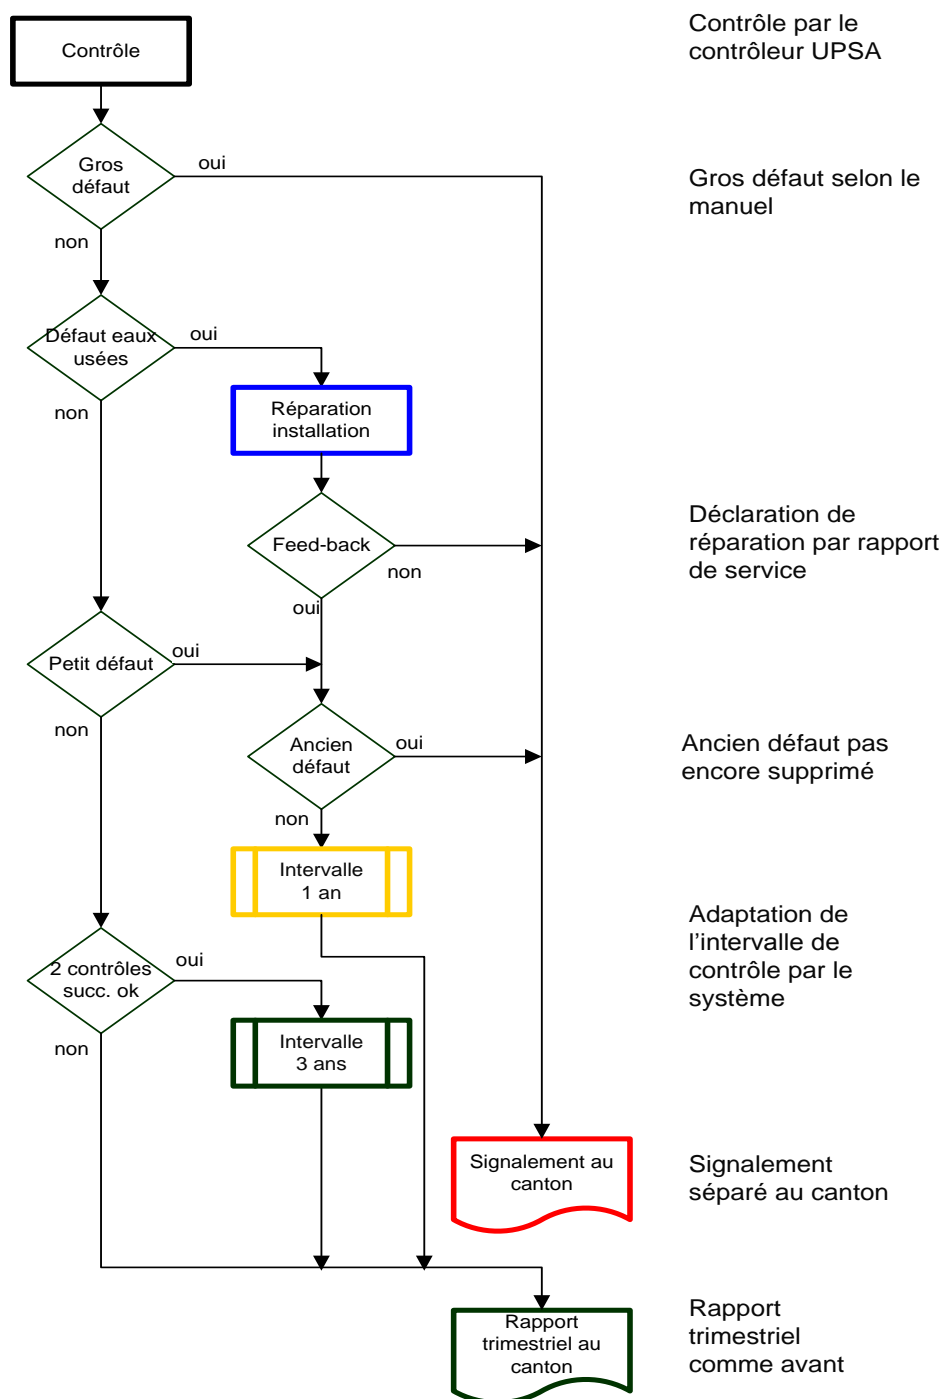 Contrôle
Contrôle par le
contrôleur UPSA
Gros
défaut
oui
non
Gros défaut selon le
manuel
Défaut eaux
usées
oui
non
Réparation
installation
Feed-back
non
oui
Déclaration de
réparation par rapport
de service
Petit défaut
oui
non
Ancien
défaut
oui
non
Ancien défaut pas
encore supprimé
Intervalle
1 an
Adaptation de
l’intervalle de
contrôle par le
système
2 contrôles
succ. ok
oui
non
Intervalle
3 ans
Signalement au
canton
Signalement
séparé au canton
Rapport
trimestriel au
canton
Rapport
trimestriel
comme avant